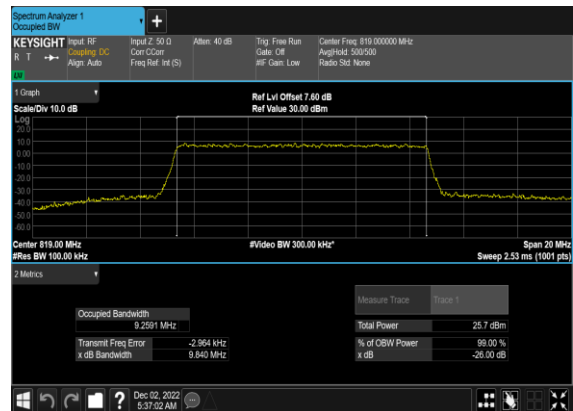 Spectrum Analyzer 1
Occupied BW
+
KEYSIGHT
R T
LW
Input: RF
Coupling: DC
Align: Auto
Input Z: 50 Ω
Corr CCorr
Freq Ref: Int (S)
Atten: 40 dB
Trig: Free Run
Gate: Off
#IF Gain: Low
Center Freq: 819.000000 MHz
Avg|Hold: 500/500
Radio Std: None
1 Graph
Scale/Div 10.0 dB
Ref Lvl Offset 7.60 dB
Ref Value 30.00 dBm
Log
20.0
10.00
0.00
-10.0
-20.0
-30.0
-40.0
-50.0
-60.0
Center 819.00 MHz
#Res BW 100.00 kHz
#Video BW 300.00 kHz*
Span 20 MHz
Sweep 2.53 ms (1001 pts)
2 Metrics
Measure Trace Trace 1
Occupied Bandwidth
9.2591 MHz
Total Power 25.7 dBm
Transmit Freq Error -2.964 kHz
% of OBW Power 99.00 %
x dB Bandwidth 9.840 MHz
x dB -26.00 dB
?
Dec 02, 2022
5:37:02 AM